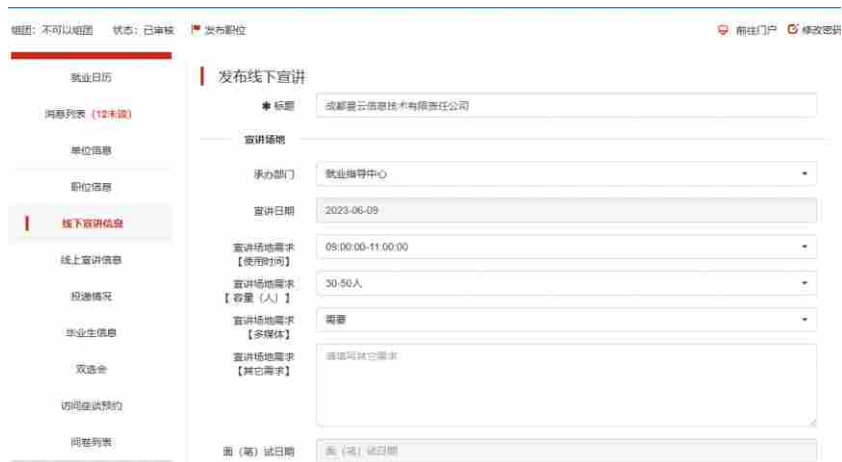 组团：不可以组团 状态：已审核 发布职位 前往门户 修改密码
就业日历
消息列表（12未读）
单位信息
职位信息
线下宣讲信息
线上宣讲信息
投递情况
毕业生信息
双选会
访问座谈预约
问卷列表
发布线下宣讲
✱标题 成都晨云信息技术有限责任公司
宣讲场地
承办部门 就业指导中心
宣讲日期 2023-06-09
宣讲场地需求
【使用时间】 09:00:00-11:00:00
宣讲场地需求
【容量（人）】 30-50人
宣讲场地需求
【多媒体】 需要
宣讲场地需求
【其它需求】 请填写其它需求
面（笔）试日期 面（笔）试日期